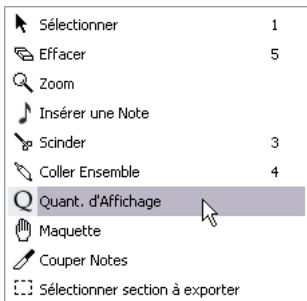 Sélectionner 1
Effacer 5
Zoom
Insérer une Note
Scinder 3
Coller Ensemble 4
Q Quant. d'Affichage
Maquette
Couper Notes
Sélectionner section à exporter